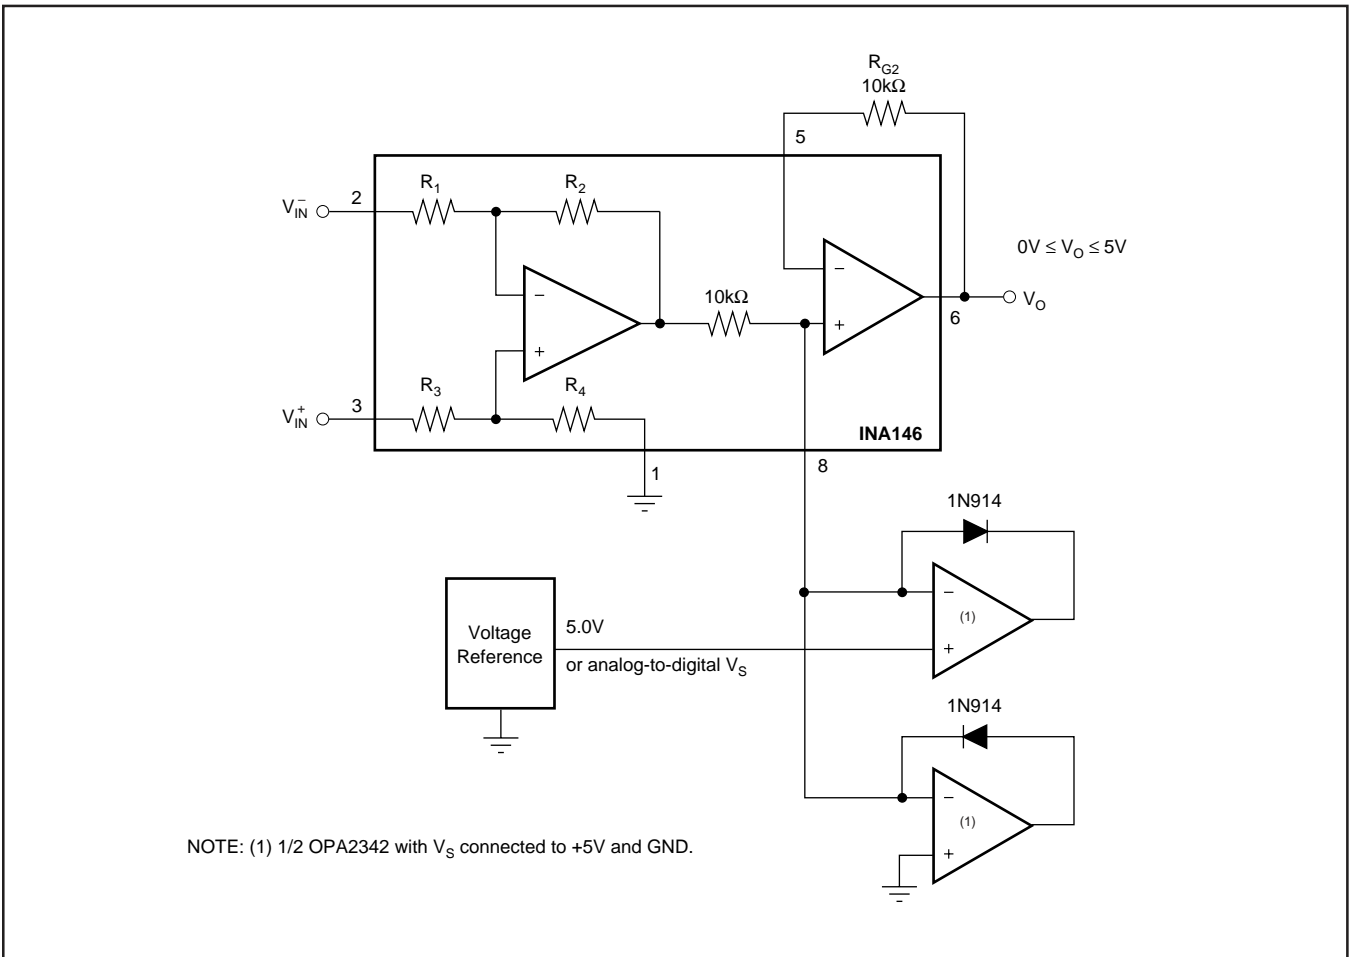 R_G2
10kΩ
5
R_1
R_2
V_IN^–
2
0V ≤ V_O ≤ 5V
–
–
10kΩ
V_O
+
6
+
R_3
R_4
V_IN^+
3
INA146
1
8
1N914
–
(1)
Voltage
Reference
5.0V
+
or analog-to-digital V_S
1N914
–
(1)
NOTE: (1) 1/2 OPA2342 with V_S connected to +5V and GND.
+